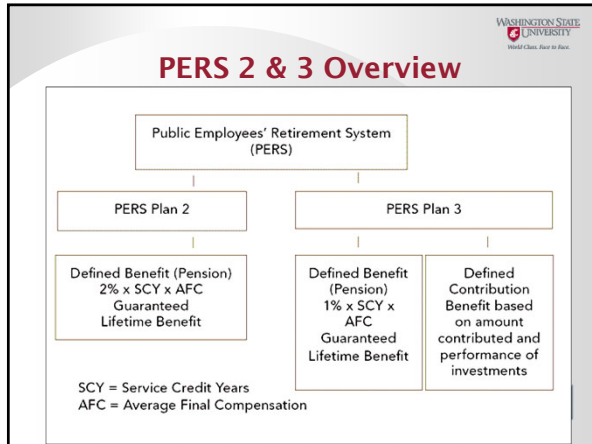 WASHINGTON STATE
UNIVERSITY
World Class. Face to Face.
PERS 2 & 3 Overview
Public Employees' Retirement System
(PERS)
PERS Plan 2
PERS Plan 3
Defined Benefit (Pension)
2% x SCY x AFC
Guaranteed
Lifetime Benefit
Defined Benefit
(Pension)
1% x SCY x
AFC
Guaranteed
Lifetime Benefit
Defined
Contribution
Benefit based
on amount
contributed and
performance of
investments
SCY = Service Credit Years
AFC = Average Final Compensation